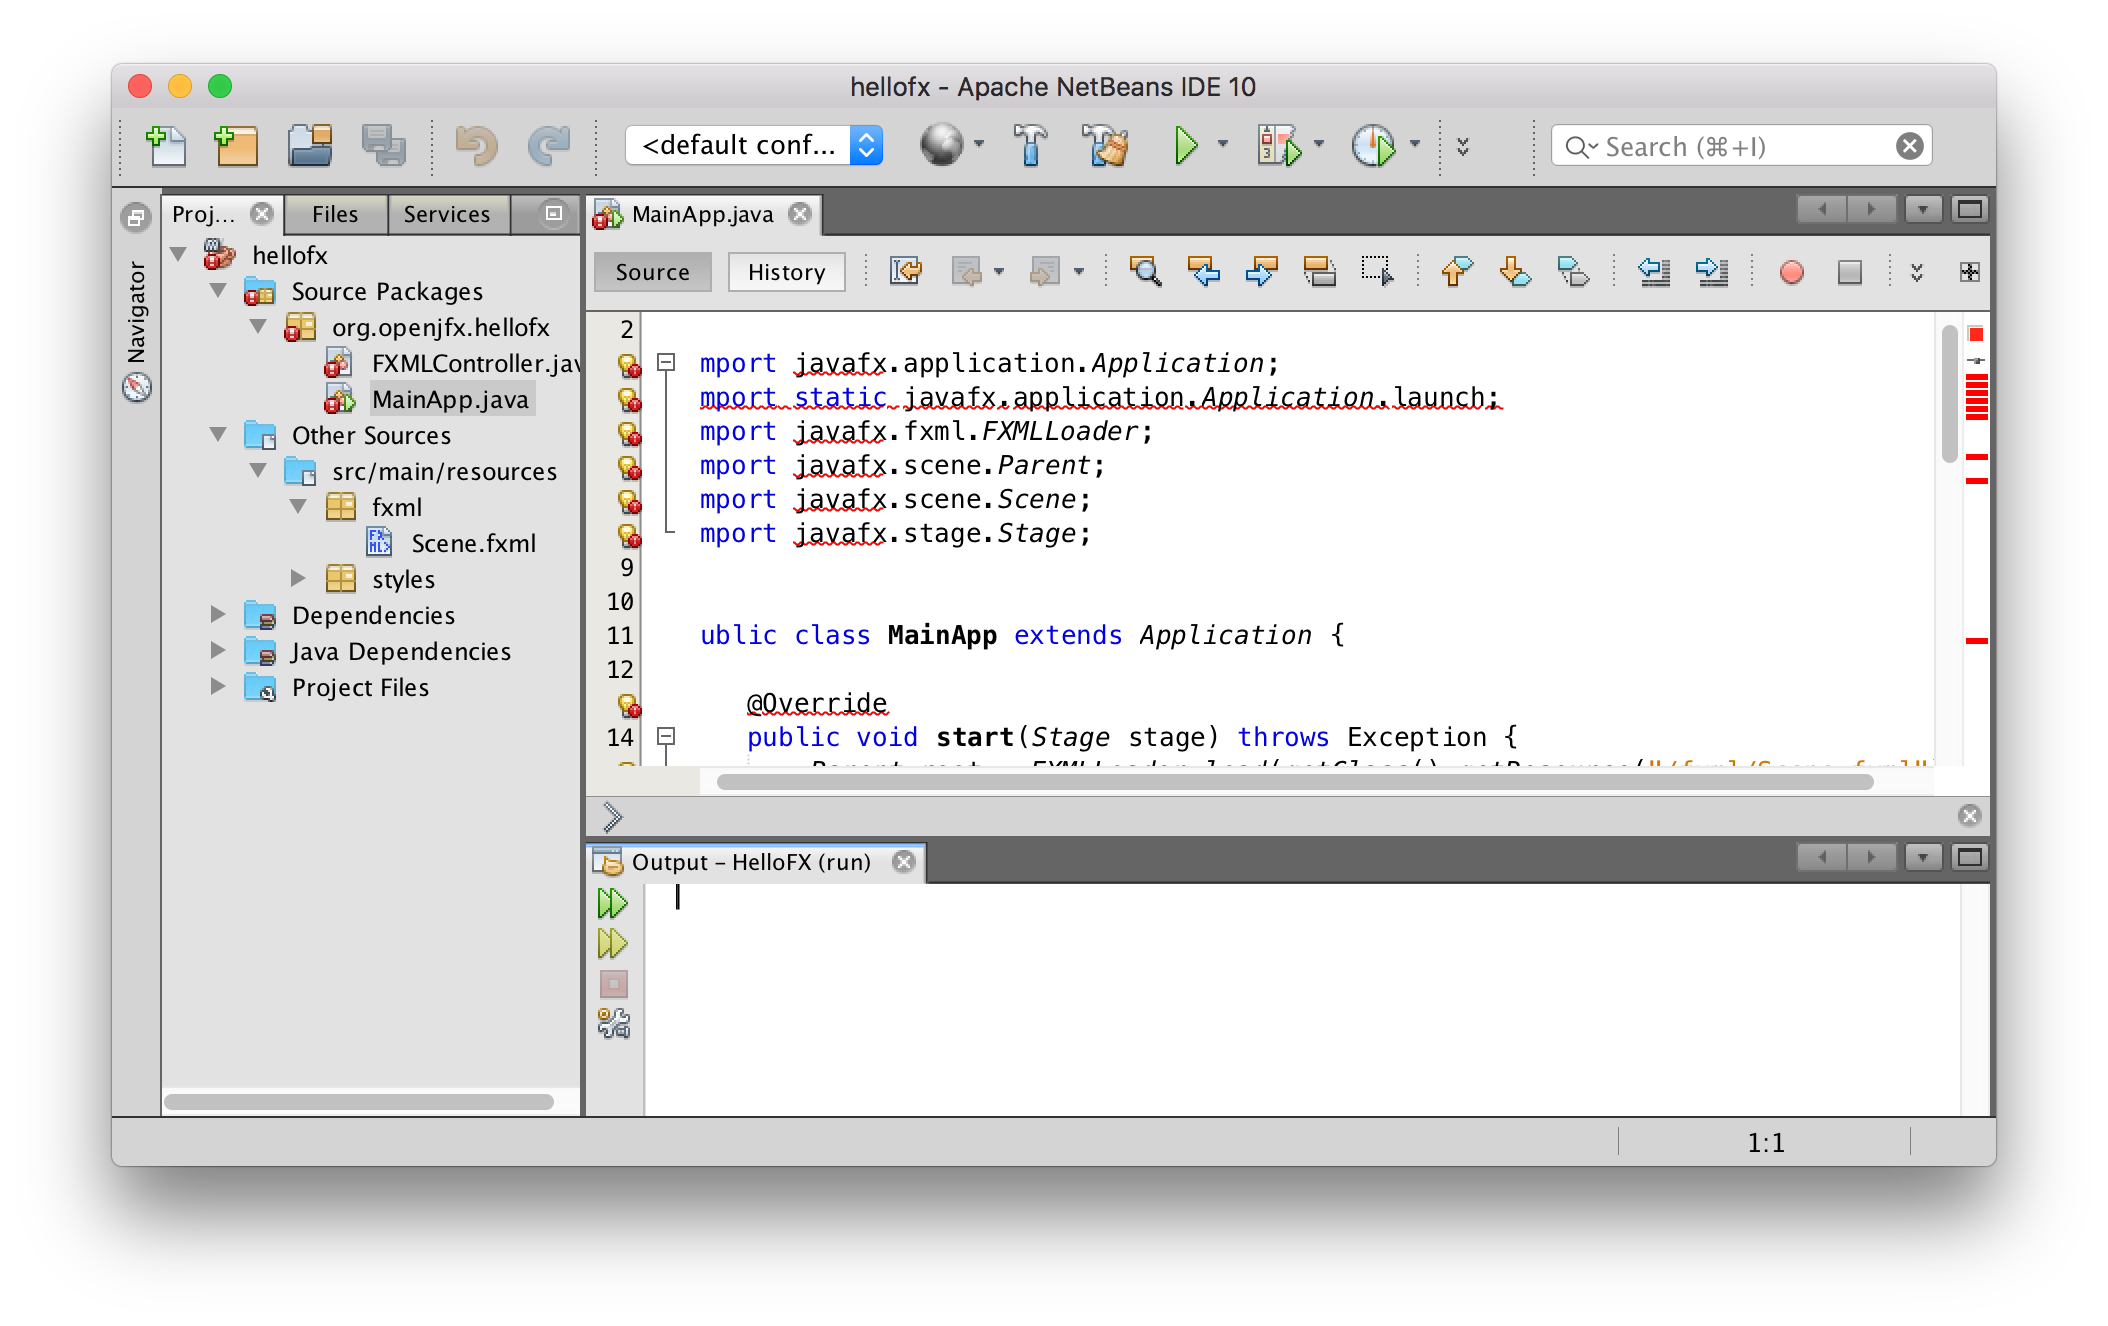 hellofx - Apache NetBeans IDE 10
<default conf...
Search (⌘+I)
Navigator
Proj...
Files
Services
hellofx
Source Packages
org.openjfx.hellofx
FXMLController.jav
MainApp.java
Other Sources
src/main/resources
fxml
Scene.fxml
styles
Dependencies
Java Dependencies
Project Files
MainApp.java
Source
History
2
mport javafx.application.Application;
mport static javafx.application.Application.launch;
mport javafx.fxml.FXMLLoader;
mport javafx.scene.Parent;
mport javafx.scene.Scene;
mport javafx.stage.Stage;
9
10
11 ublic class MainApp extends Application {
12
@Override
14 public void start(Stage stage) throws Exception {
Output – HelloFX (run)
1:1